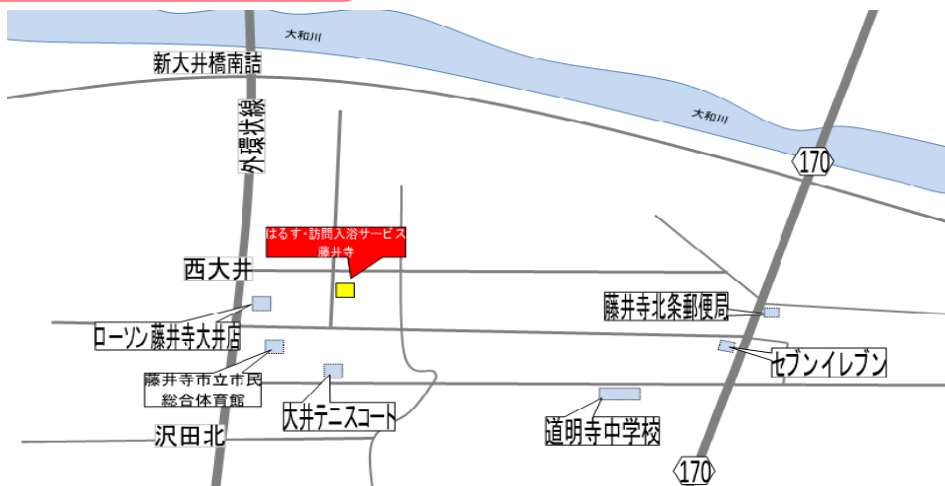 大和川
新大井橋南詰
外環状線
大和川
170
はるす・訪問入浴サービス
藤井寺
西大井
藤井寺北条郵便局
ローソン藤井寺大井店
セブンイレブン
藤井寺市立市民
総合体育館
大井テニスコート
道明寺中学校
沢田北
170